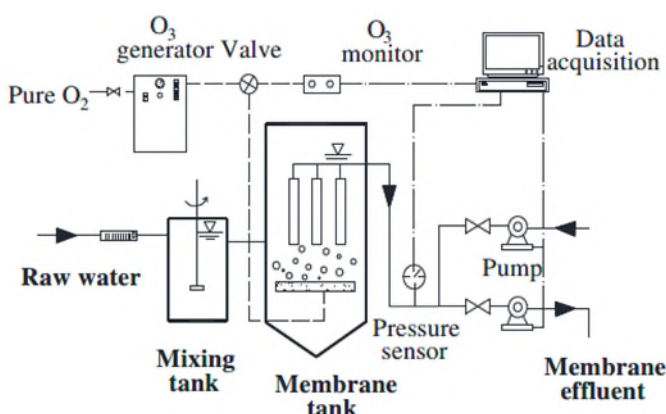 O3
generator Valve
O3
monitor
Data
acquisition
Pure O2
Raw water
Pump
Mixing
tank
Membrane
tank
Pressure
sensor
Membrane
effluent